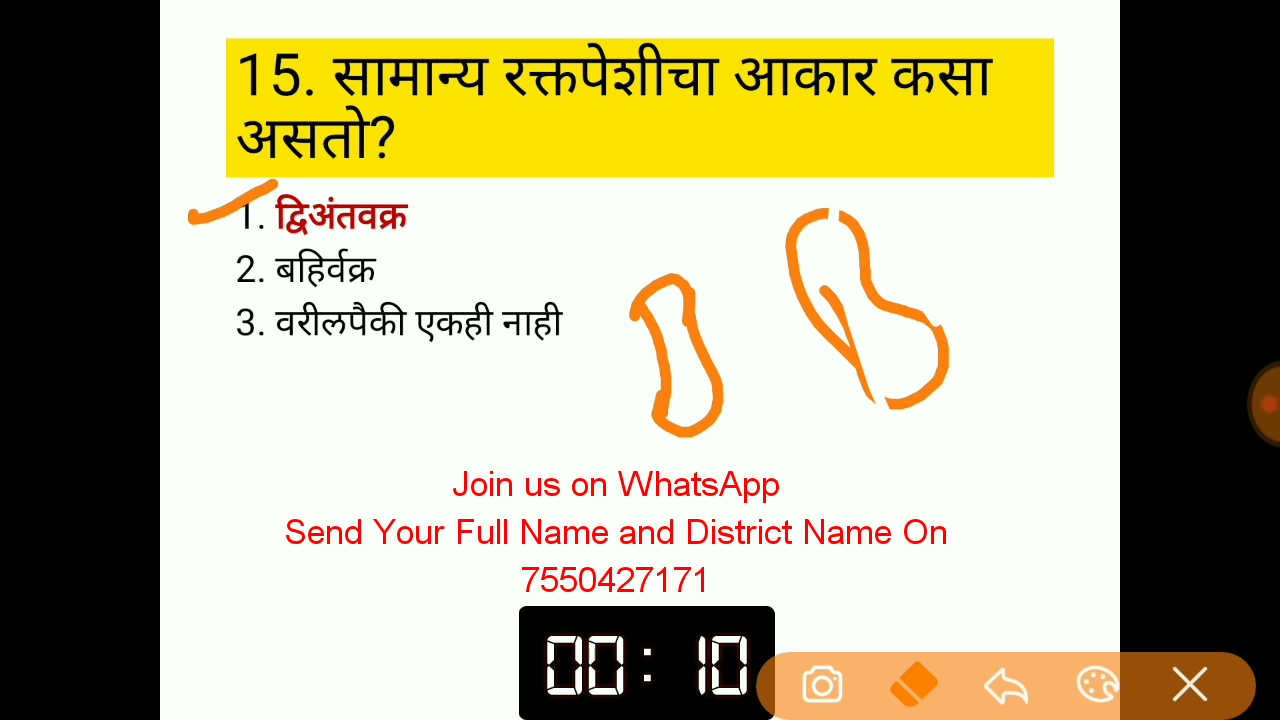 15. सामान्य रक्तपेशीचा आकार कसा
असतो?
1. द्विअंतवक्र
2. बहिर्वक्र
3. वरीलपैकी एकही नाही
Join us on WhatsApp
Send Your Full Name and District Name On
7550427171
00:10